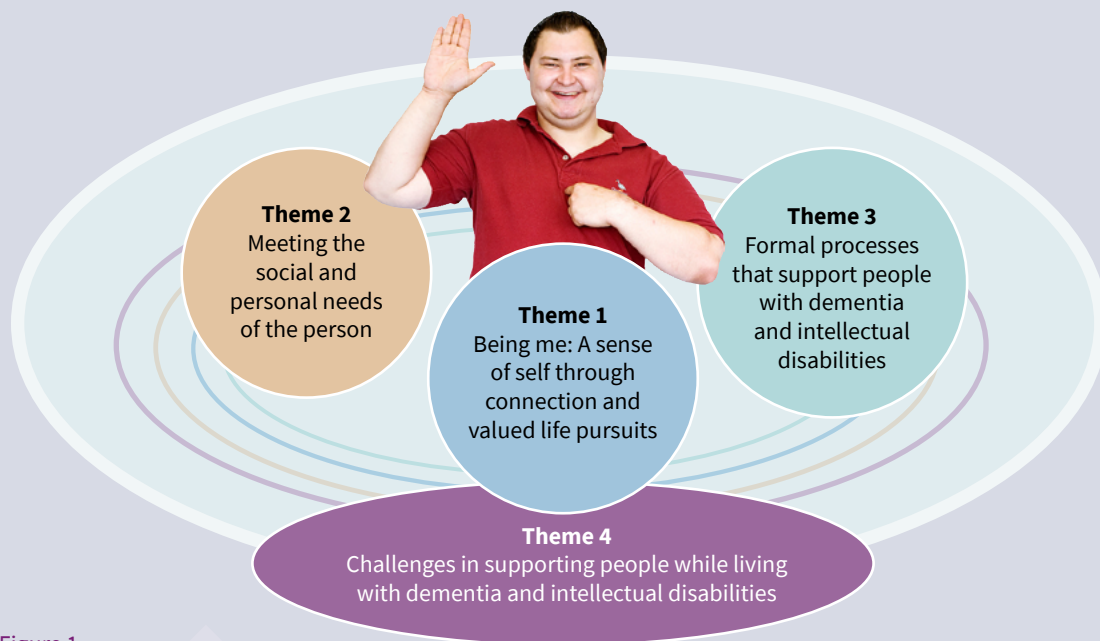 Theme 2
Meeting the
social and
personal needs
of the person
Theme 1
Being me: A sense
of self through
connection and
valued life pursuits
Theme 3
Formal processes
that support people
with dementia
and intellectual
disabilities
Theme 4
Challenges in supporting people while living
with dementia and intellectual disabilities
Figure 1